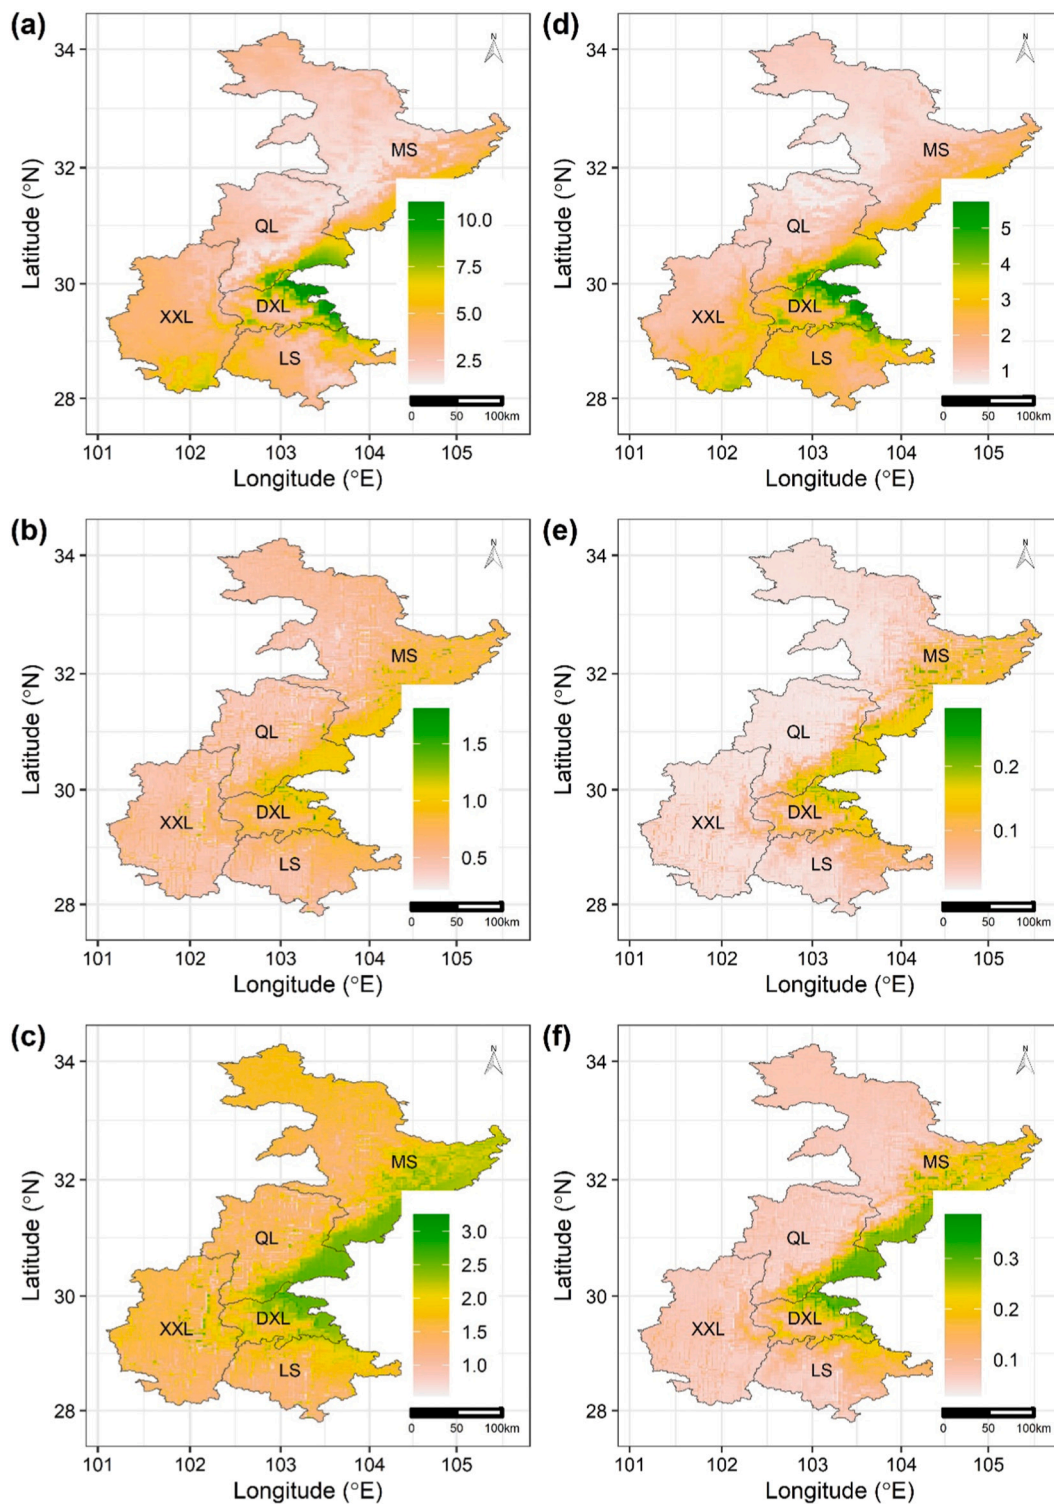 (a)
34
32
30
28
Latitude (°N)
N
MS
QL
XXL
DXL
LS
10.0
7.5
5.0
2.5
0 50 100km
101 102 103 104 105
Longitude (°E)
(d)
34
32
30
28
Latitude (°N)
N
MS
QL
XXL
DXL
LS
5
4
3
2
1
0 50 100km
101 102 103 104 105
Longitude (°E)
(b)
34
32
30
28
Latitude (°N)
N
MS
QL
XXL
DXL
LS
1.5
1.0
0.5
0 50 100km
101 102 103 104 105
Longitude (°E)
(e)
34
32
30
28
Latitude (°N)
N
MS
QL
XXL
DXL
LS
0.2
0.1
0 50 100km
101 102 103 104 105
Longitude (°E)
(c)
34
32
30
28
Latitude (°N)
N
MS
QL
XXL
DXL
LS
3.0
2.5
2.0
1.5
1.0
0 50 100km
101 102 103 104 105
Longitude (°E)
(f)
34
32
30
28
Latitude (°N)
N
MS
QL
XXL
DXL
LS
0.3
0.2
0.1
0 50 100km
101 102 103 104 105
Longitude (°E)